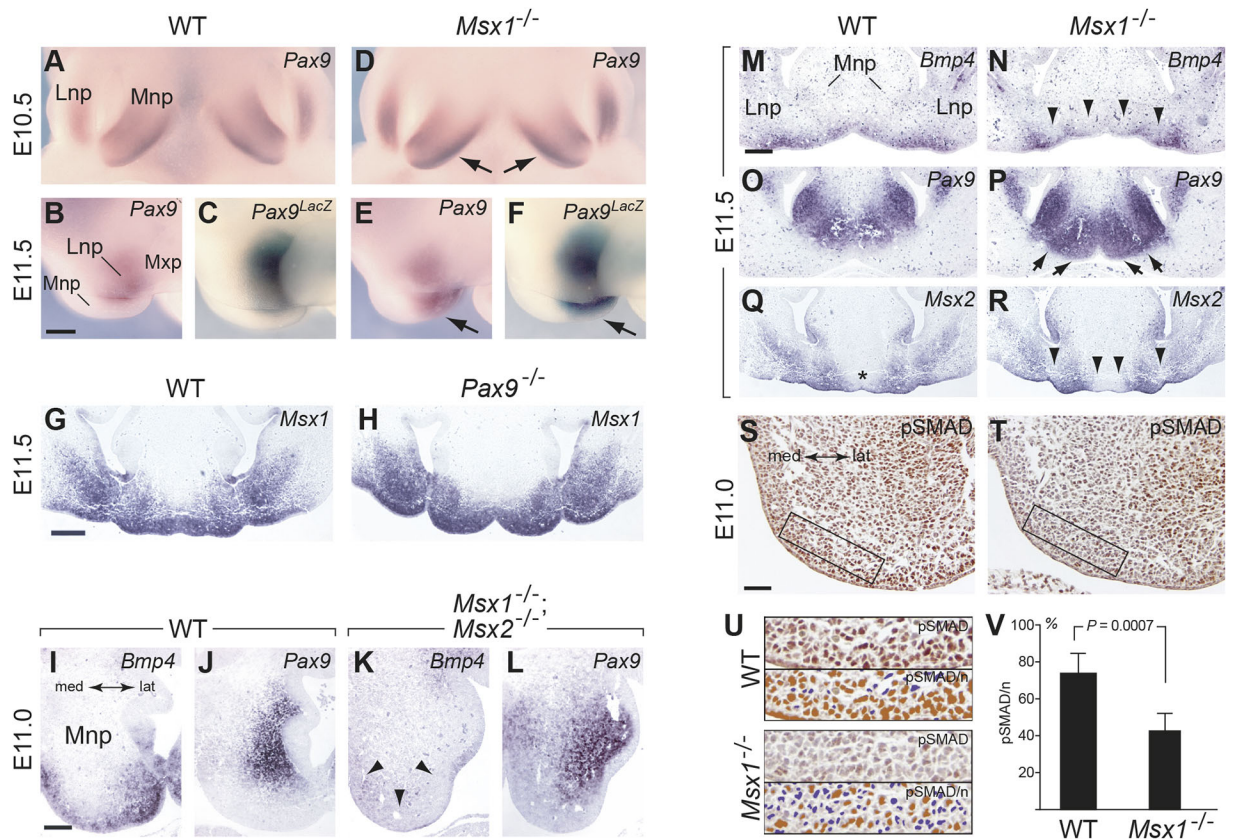 WT
Msx1-/-
E10.5
A
Pax9
Lnp
Mnp
D
Pax9
E11.5
B
Pax9
Lnp
Mnp
Mxp
C
Pax9LacZ
E
Pax9
F
Pax9LacZ
WT
Pax9-/-
E11.5
G
Msx1
H
Msx1
WT
Msx1-/-;
Msx2-/-
E11.0
I
Bmp4
med
lat
Mnp
J
Pax9
K
Bmp4
L
Pax9
WT
Msx1-/-
E11.5
M
Bmp4
Mnp
Lnp
Lnp
N
Bmp4
O
Pax9
P
Pax9
Q
Msx2
*
R
Msx2
E11.0
S
pSMAD
med
lat
T
pSMAD
U
WT
pSMAD
pSMAD/n
Msx1-/-
pSMAD
pSMAD/n
V
100
%
P = 0.0007
80
60
40
20
pSMAD/n
WT
Msx1-/-